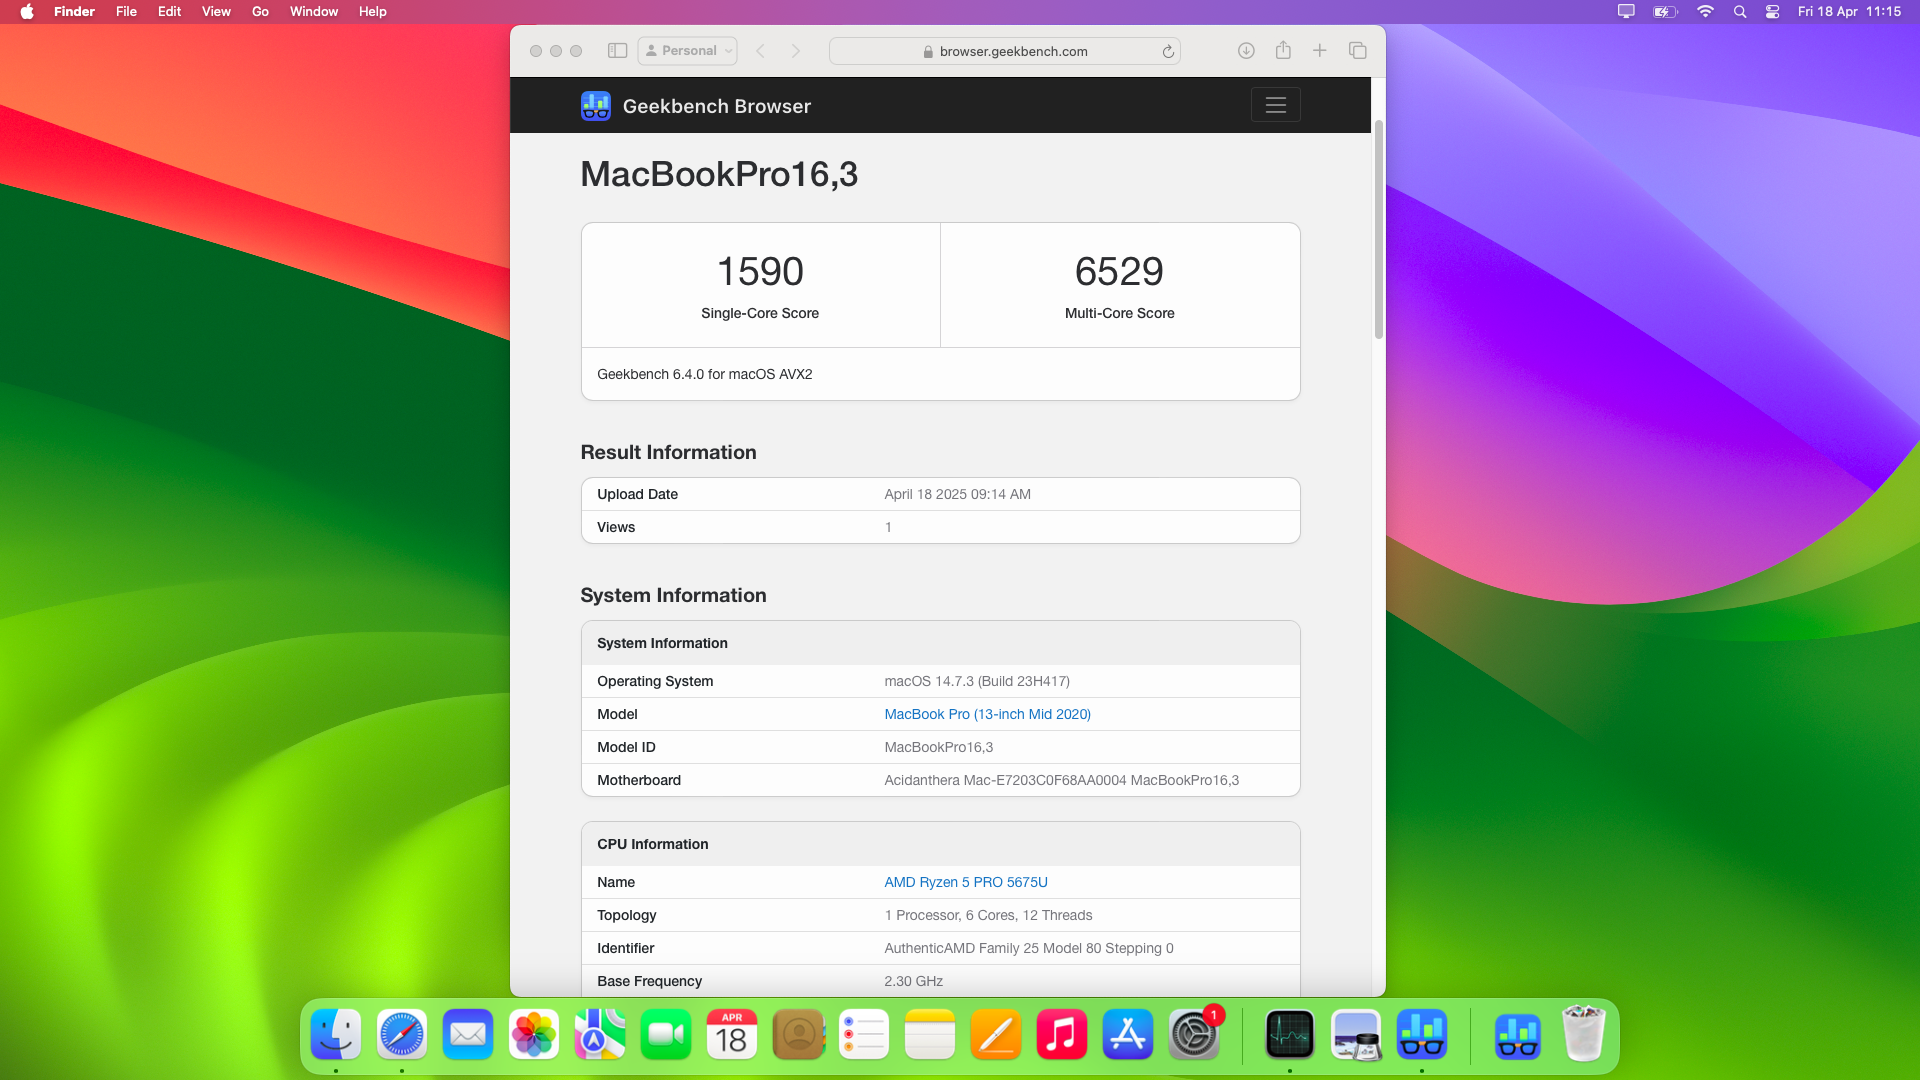 Finder File Edit View Go Window Help Fri 18 Apr 11:15
Personal browser.geekbench.com
Geekbench Browser
MacBookPro16,3
1590 6529
Single-Core Score Multi-Core Score
Geekbench 6.4.0 for macOS AVX2
Result Information
Upload Date April 18 2025 09:14 AM
Views 1
System Information
System Information
Operating System macOS 14.7.3 (Build 23H417)
Model MacBook Pro (13-inch Mid 2020)
Model ID MacBookPro16,3
Motherboard Acidanthera Mac-E7203C0F68AA0004 MacBookPro16,3
CPU Information
Name AMD Ryzen 5 PRO 5675U
Topology 1 Processor, 6 Cores, 12 Threads
Identifier AuthenticAMD Family 25 Model 80 Stepping 0
Base Frequency 2.30 GHz
APR
18
1